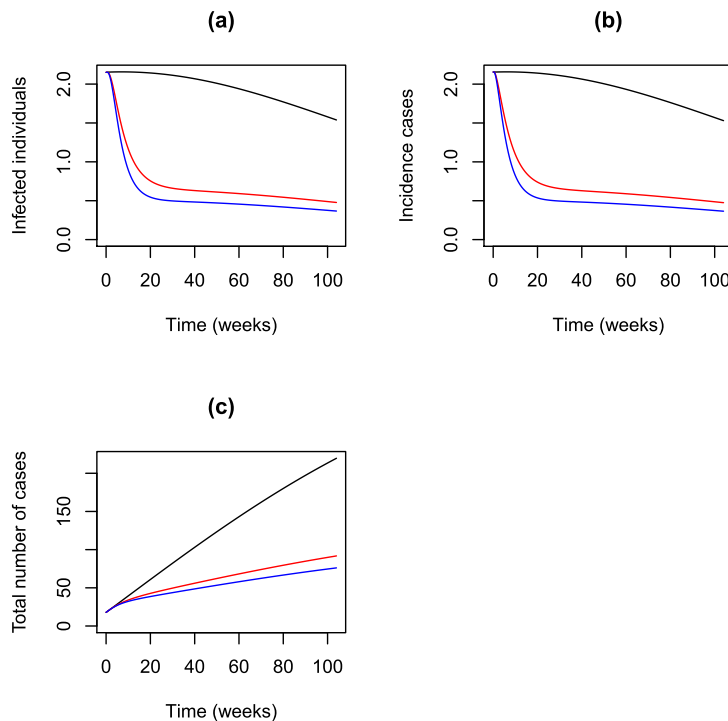 (a)
Infected individuals
0.0 1.0 2.0
0 20 40 60 80 100
Time (weeks)
(b)
Incidence cases
0.0 1.0 2.0
0 20 40 60 80 100
Time (weeks)
(c)
Total number of cases
0 50 150
0 20 40 60 80 100
Time (weeks)